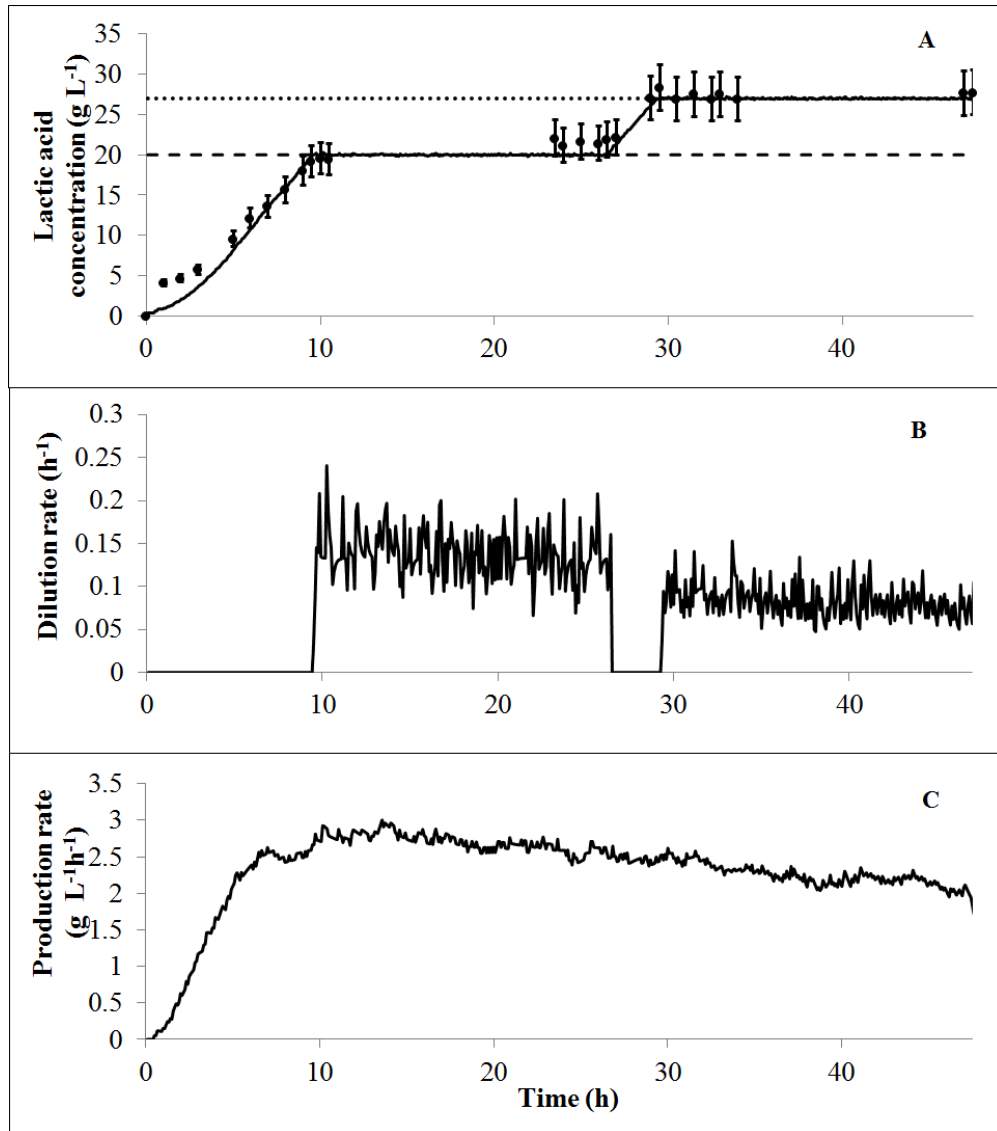 A
Lactic acid
concentration (g L⁻¹)
35
30
25
20
15
10
5
0
0 10 20 30 40
B
Dilution rate (h⁻¹)
0.3
0.25
0.2
0.15
0.1
0.05
0
0 10 20 30 40
C
Production rate
(g L⁻¹h⁻¹)
3.5
3
2.5
2
1.5
1
0.5
0
0 10 20 30 40
Time (h)